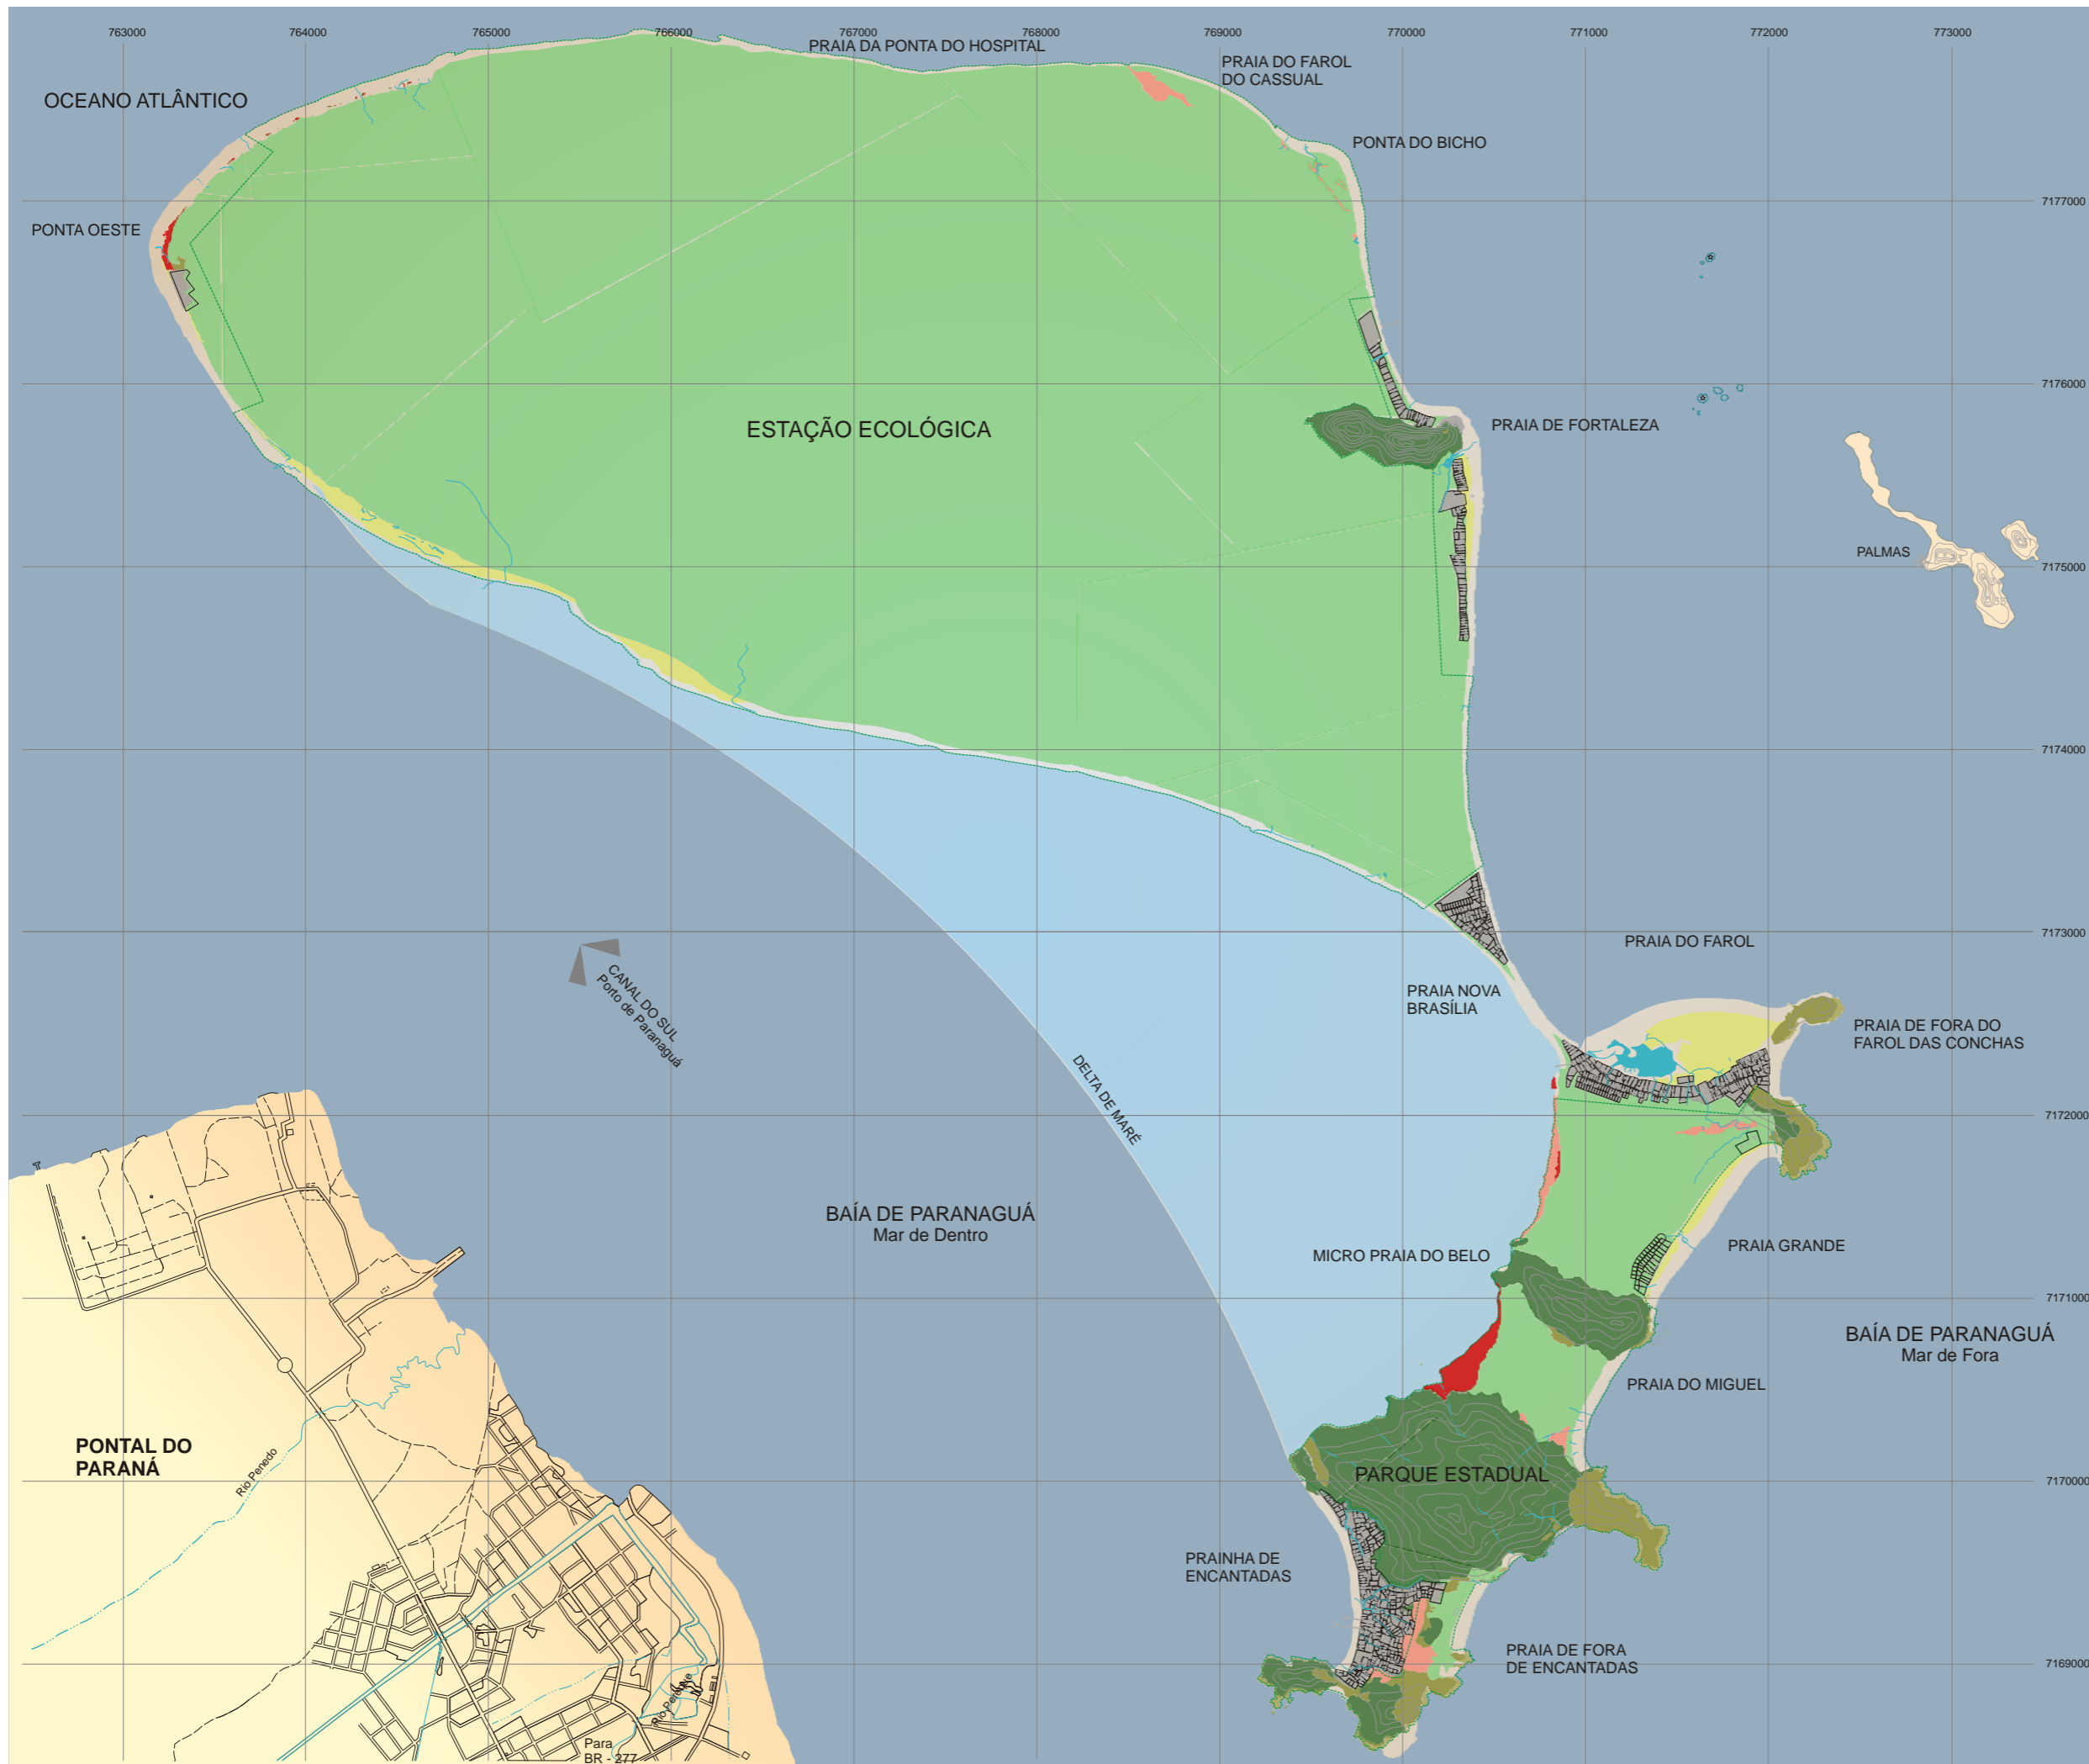 763000
764000
765000
766000
767000
768000
769000
770000
771000
772000
773000
PRAIA DA PONTA DO HOSPITAL
PRAIA DO FAROL
DO CASSUAL
OCEANO ATLÂNTICO
PONTA DO BICHO
7177000
PONTA OESTE
7176000
ESTAÇÃO ECOLÓGICA
PRAIA DE FORTALEZA
PALMAS
7175000
7174000
7173000
PRAIA DO FAROL
CANAL DO SUL
Porto de Paranaguá
PRAIA NOVA
BRASÍLIA
PRAIA DE FORA DO
FAROL DAS CONCHAS
DELTA DE MARÉ
7172000
BAÍA DE PARANAGUÁ
Mar de Dentro
MICRO PRAIA DO BELO
PRAIA GRANDE
7171000
BAÍA DE PARANAGUÁ
Mar de Fora
PRAIA DO MIGUEL
PONTAL DO
PARANÁ
Rio Penedo
PARQUE ESTADUAL
7170000
PRAINHA DE
ENCANTADAS
PRAIA DE FORA
DE ENCANTADAS
7169000
Para
BR - 277